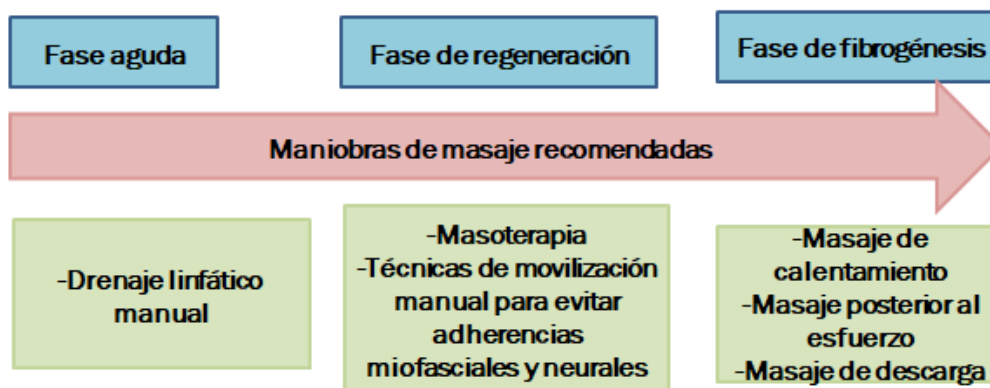 Fase aguda
Fase de regeneración
Fase de fibrogénesis
Maniobras de masaje recomendadas
-Drenaje linfático
manual
-Masoterapia
-Técnicas de movilización
manual para evitar
adherencias
miofasciales y neurales
-Masaje de
calentamiento
-Masaje posterior al
esfuerzo
-Masaje de descarga